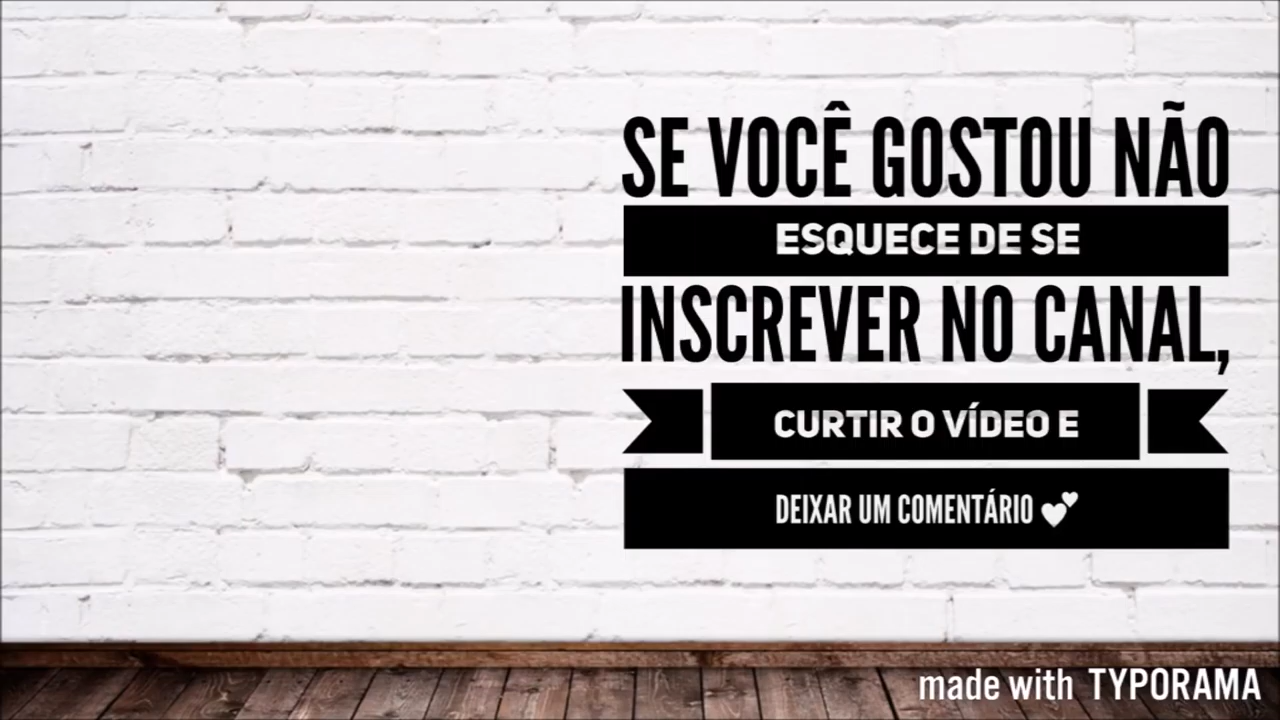 SE VOCÊ GOSTOU NÃO
ESQUECE DE SE
INSCREVER NO CANAL,
CURTIR O VÍDEO E
DEIXAR UM COMENTÁRIO 💕
made with TYPORAMA